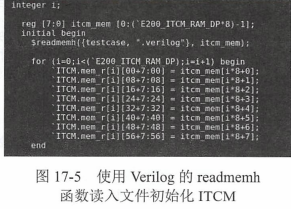 integer i;
reg [7:0] itcm_mem [0:(`E200_ITCM_RAM_DP*8)-1];
initial begin
$readmemh({testcase, ".verilog"}, itcm_mem);
for (i=0;i<(`E200_ITCM_RAM_DP);i=i+1) begin
`ITCM.mem_r[i][00+7:00] = itcm_mem[i*8+0];
`ITCM.mem_r[i][08+7:08] = itcm_mem[i*8+1];
`ITCM.mem_r[i][16+7:16] = itcm_mem[i*8+2];
`ITCM.mem_r[i][24+7:24] = itcm_mem[i*8+3];
`ITCM.mem_r[i][32+7:32] = itcm_mem[i*8+4];
`ITCM.mem_r[i][40+7:40] = itcm_mem[i*8+5];
`ITCM.mem_r[i][48+7:48] = itcm_mem[i*8+6];
`ITCM.mem_r[i][56+7:56] = itcm_mem[i*8+7];
end
图 17-5 使用 Verilog 的 readmemh
函数读入文件初始化 ITCM